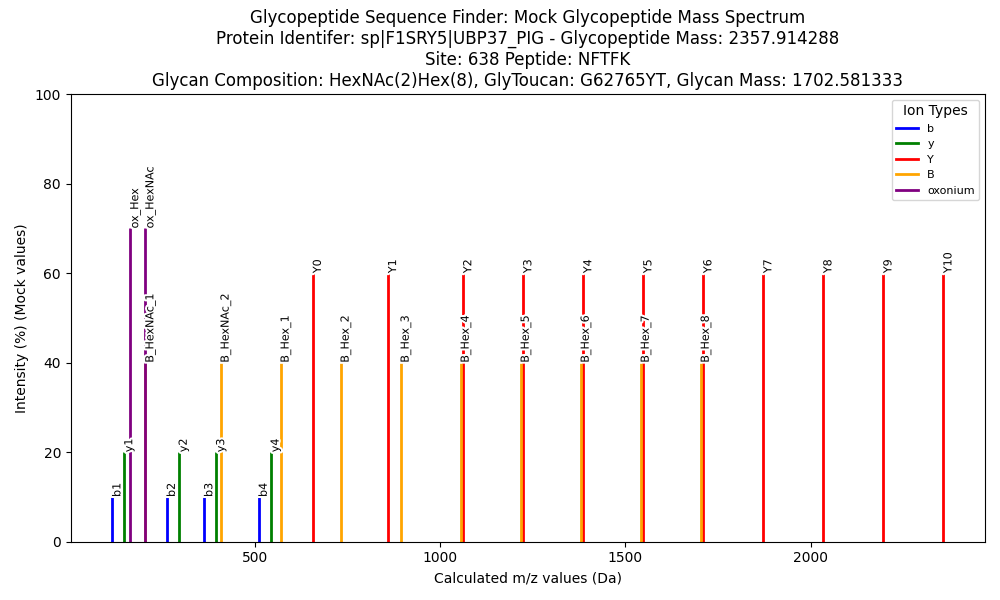 Glycopeptide Sequence Finder: Mock Glycopeptide Mass Spectrum
Protein Identifer: sp|F1SRY5|UBP37_PIG - Glycopeptide Mass: 2357.914288
Site: 638 Peptide: NFTFK
Glycan Composition: HexNAc(2)Hex(8), GlyToucan: G62765YT, Glycan Mass: 1702.581333
Intensity (%) (Mock values)
100
80
60
40
20
0
Ion Types
b
y
Y
B
oxonium
ox_Hex
ox_HexNAc
Y0
Y1
Y2
Y3
Y4
Y5
Y6
Y7
Y8
Y9
Y10
B_HexNAc_1
B_HexNAc_2
B_Hex_1
B_Hex_2
B_Hex_3
B_Hex_4
B_Hex_5
B_Hex_6
B_Hex_7
B_Hex_8
y1
y2
y3
y4
b1
b2
b3
b4
500
1000
1500
2000
Calculated m/z values (Da)